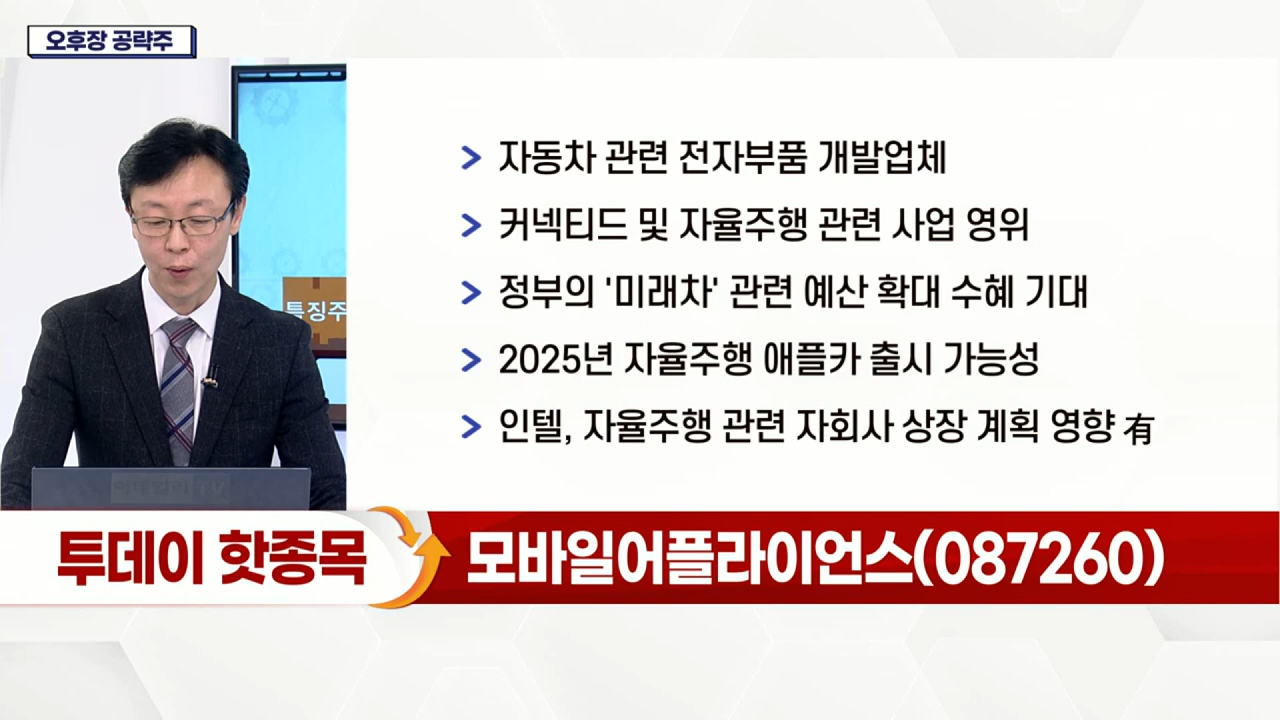 오후장 공략주
> 자동차 관련 전자부품 개발업체
> 커넥티드 및 자율주행 관련 사업 영위
> 정부의 '미래차' 관련 예산 확대 수혜 기대
> 2025년 자율주행 애플카 출시 가능성
> 인텔, 자율주행 관련 자회사 상장 계획 영향 有
특징주
투데이 핫종목
모바일어플라이언스(087260)